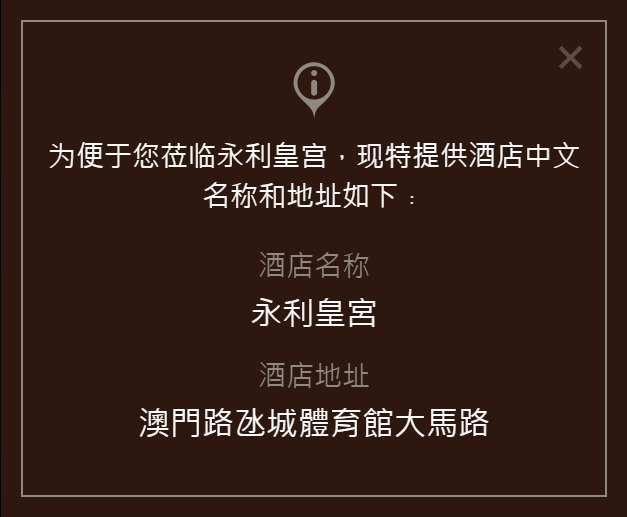 为便于您莅临永利皇宫，现特提供酒店中文
名称和地址如下：
酒店名称
永利皇宮
酒店地址
澳門路氹城體育館大馬路